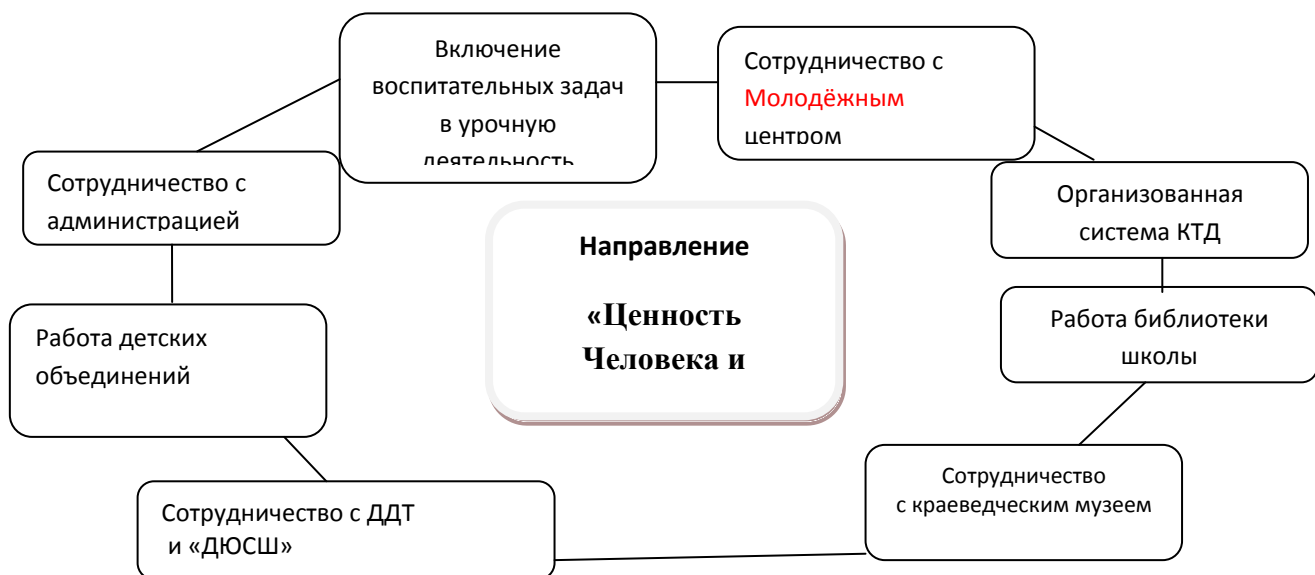 Включение
воспитательных задач
в урочную
деятельность
Сотрудничество с
Молодёжным
центром
Сотрудничество с
администрацией
Организованная
система КТД
Направление
«Ценность
Человека и
Работа детских
объединений
Работа библиотеки
школы
Сотрудничество
с краеведческим музеем
Сотрудничество с ДДТ
и «ДЮСШ»